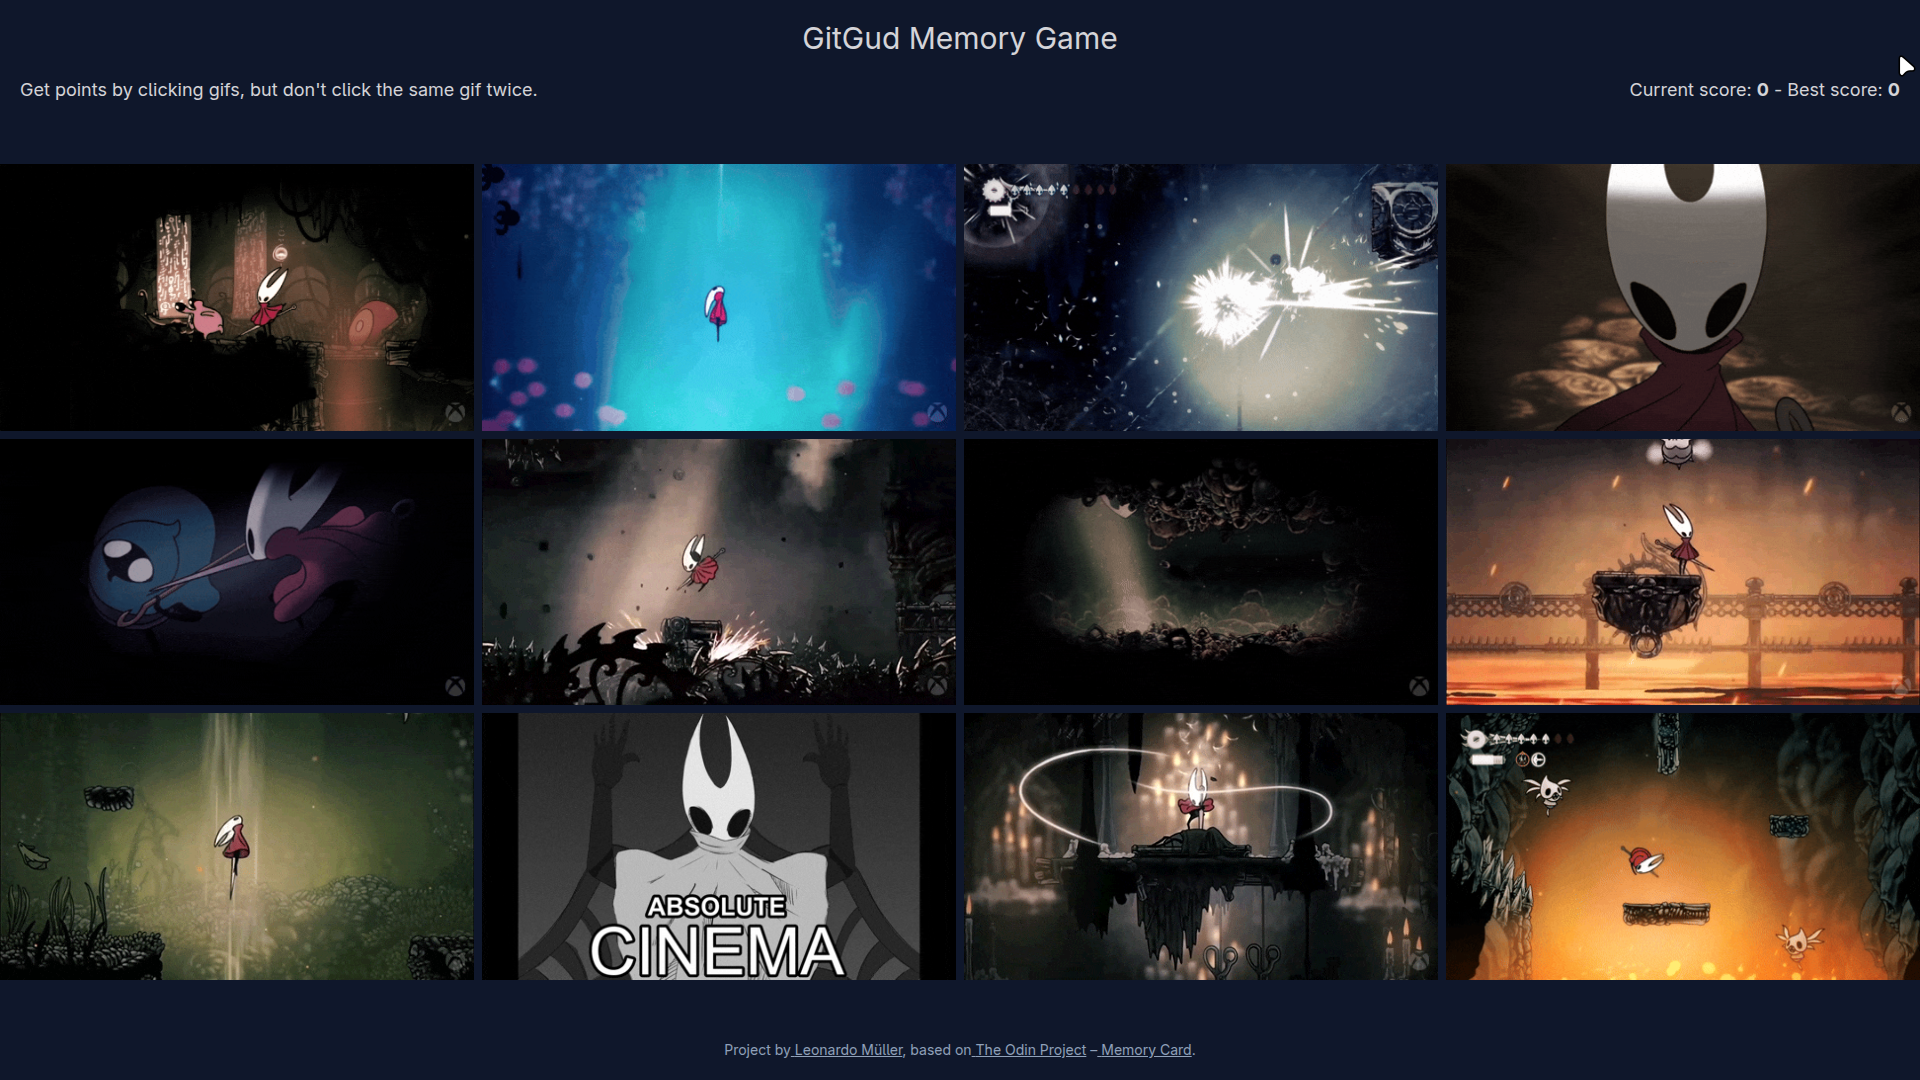 GitGud Memory Game
Get points by clicking gifs, but don't click the same gif twice.
Current score: 0 - Best score: 0
ABSOLUTE
CINEMA
Project by Leonardo Müller, based on The Odin Project – Memory Card.